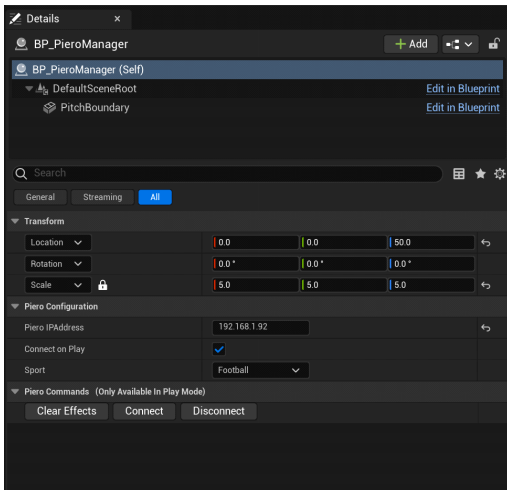 Details ×
BP_PieroManager + Add
BP_PieroManager (Self)
DefaultSceneRoot Edit in Blueprint
PitchBoundary Edit in Blueprint
Search
General Streaming All
Transform
Location 0.0 0.0 50.0
Rotation 0.0 ° 0.0 ° 0.0 °
Scale 5.0 5.0 5.0
Piero Configuration
Piero IPAddress 192.168.1.92
Connect on Play
Sport Football
Piero Commands (Only Available In Play Mode)
Clear Effects Connect Disconnect